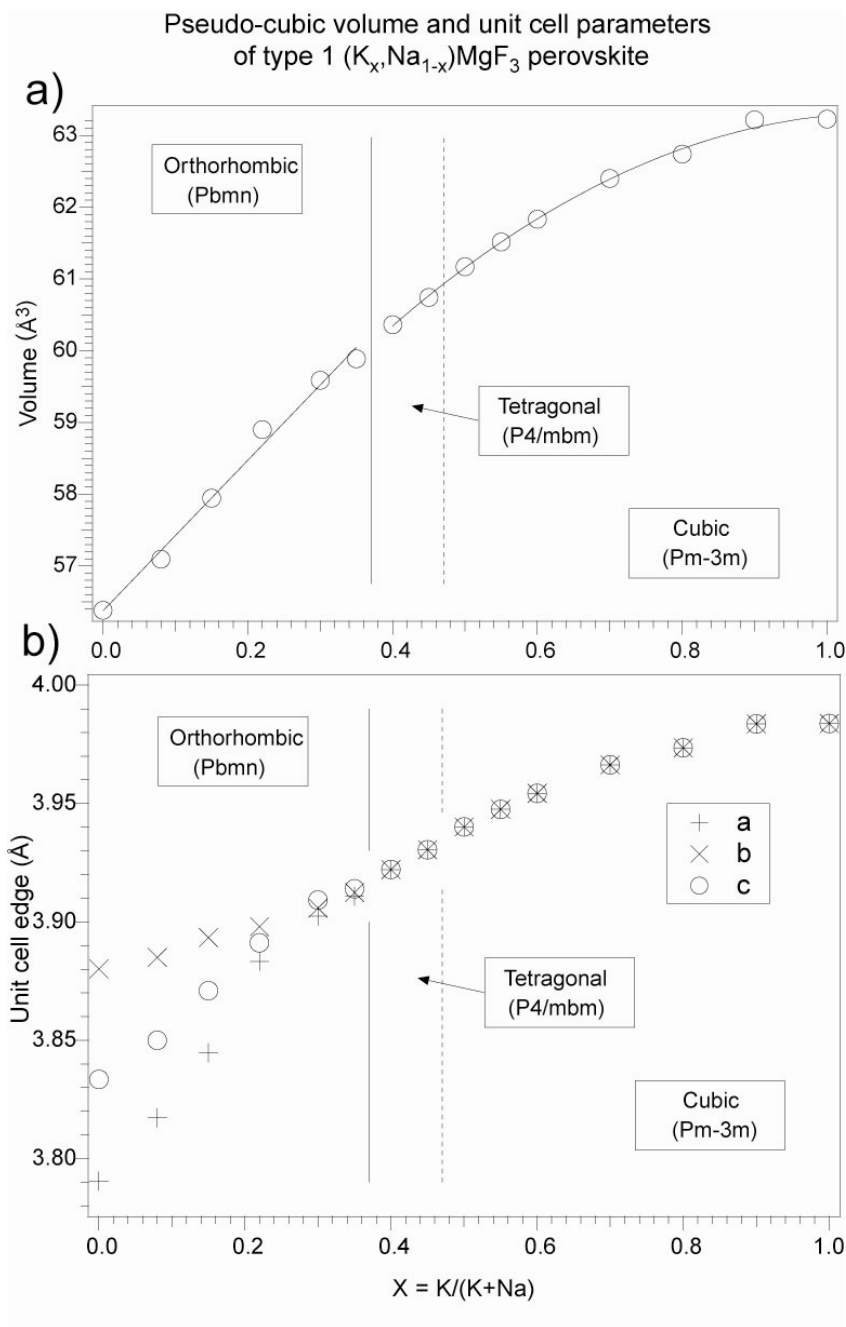 Pseudo-cubic volume and unit cell parameters
of type 1 (KₓNa₁₋ₓ)MgF₃ perovskite
a)
63
62
61
60
59
58
57
Volume (Å³)
Orthorhombic
(Pbmn)
Tetragonal
(P4/mbm)
Cubic
(Pm-3m)
0.0
0.2
0.4
0.6
0.8
1.0
b)
4.00
3.95
3.90
3.85
3.80
Unit cell edge (Å)
Orthorhombic
(Pbmn)
a
b
c
Tetragonal
(P4/mbm)
Cubic
(Pm-3m)
0.0
0.2
0.4
0.6
0.8
1.0
X = K/(K+Na)